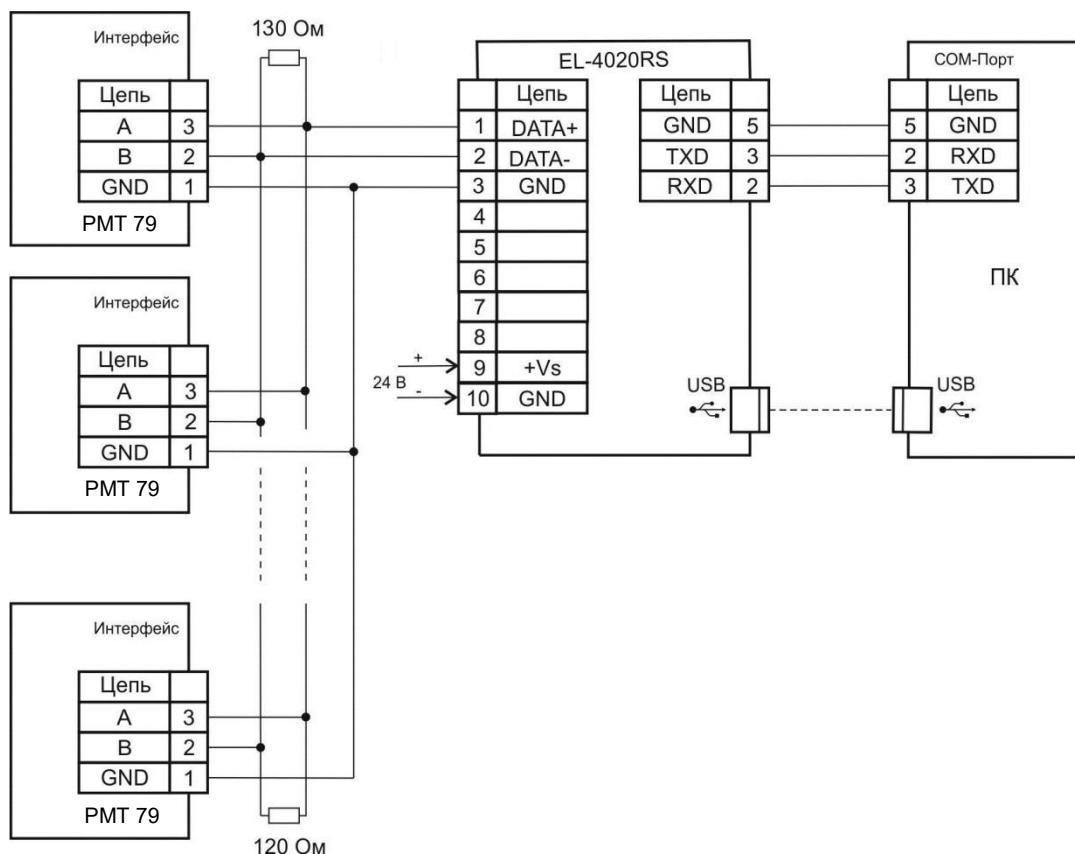 130 Ом
Интерфейс
Цепь
A 3
B 2
GND 1
РМТ 79
Интерфейс
Цепь
A 3
B 2
GND 1
РМТ 79
Интерфейс
Цепь
A 3
B 2
GND 1
РМТ 79
120 Ом
EL-4020RS
Цепь
1 DATA+
2 DATA-
3 GND
4
5
6
7
8
9 +Vs
10 GND
+
24 В
-
Цепь
GND 5
TXD 3
RXD 2
USB
COM-Порт
Цепь
5 GND
2 RXD
3 TXD
ПК
USB